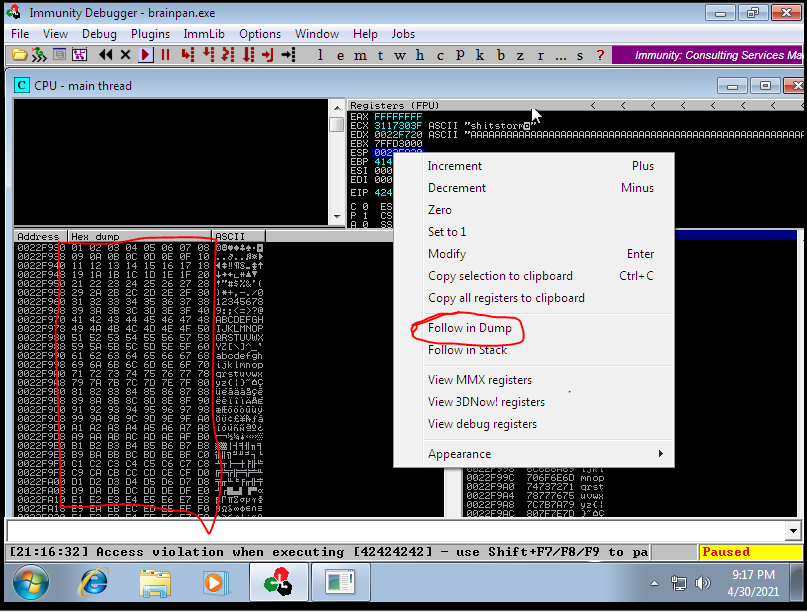 Immunity Debugger - brainpan.exe
File View Debug Plugins ImmLib Options Window Help Jobs
l e m t w h c p k b z r ... s ? Immunity: Consulting Services Ma
C CPU - main thread
Registers (FPU) < < < < < < <
EAX FFFFFFFF
ECX 3117303F ASCII "shitstorm
EDX 0022F720 ASCII "AAAAAAAAAAAAAAAAAAAAAAAAAAAAAAAAAAAAAAAAAAAA
EBX 7FFD3000
ESP 0022F930
EBP 414
ESI 000
EDI 000
EIP 424
C 0 ES
P 1 CS
A 0 SS
Increment Plus
Decrement Minus
Zero
Set to 1
Modify Enter
Copy selection to clipboard Ctrl+C
Copy all registers to clipboard
Follow in Dump
Follow in Stack
View MMX registers
View 3DNow! registers
View debug registers
Appearance
Address Hex dump ASCII
0022F930 01 02 03 04 05 06 07 08
0022F938 09 0A 0B 0C 0D 0E 0F 10
0022F940 11 12 13 14 15 16 17 18
0022F948 19 1A 1B 1C 1D 1E 1F 20
0022F950 21 22 23 24 25 26 27 28 !"#$%&'(
0022F958 29 2A 2B 2C 2D 2E 2F 30 )*+,-./0
0022F960 31 32 33 34 35 36 37 38 12345678
0022F968 39 3A 3B 3C 3D 3E 3F 40 9:;<=>?@
0022F970 41 42 43 44 45 46 47 48 ABCDEFGH
0022F978 49 4A 4B 4C 4D 4E 4F 50 IJKLMNOP
0022F980 51 52 53 54 55 56 57 58 QRSTUVWX
0022F988 59 5A 5B 5C 5D 5E 5F 60 YZ[\]^_`
0022F990 61 62 63 64 65 66 67 68 abcdefgh
0022F998 69 6A 6B 6C 6D 6E 6F 70 ijklmnop
0022F9A0 71 72 73 74 75 76 77 78 qrstuvwx
0022F9A8 79 7A 7B 7C 7D 7E 7F 80
0022F9B0 81 82 83 84 85 86 87 88
0022F9B8 89 8A 8B 8C 8D 8E 8F 90
0022F9C0 91 92 93 94 95 96 97 98
0022F9C8 99 9A 9B 9C 9D 9E 9F A0
0022F9D0 A1 A2 A3 A4 A5 A6 A7 A8
0022F9D8 A9 AA AB AC AD AE AF B0
0022F9E0 B1 B2 B3 B4 B5 B6 B7 B8
0022F9E8 B9 BA BB BC BD BE BF C0
0022F9F0 C1 C2 C3 C4 C5 C6 C7 C8
0022F9F8 C9 CA CB CC CD CE CF D0
0022FA00 D1 D2 D3 D4 D5 D6 D7 D8
0022FA08 D9 DA DB DC DD DE DF E0
0022FA10 E1 E2 E3 E4 E5 E6 E7 E8
0022FA18 E9 EA EB EC ED EE EF F0
0022F998 6C6B6A69 ijkl
0022F99C 706F6E6D mnop
0022F9A0 74737271 qrst
0022F9A4 78777675 uvwx
0022F9A8 7C7B7A79 yz{|
0022F9AC 807F7E7D
[21:16:32] Access violation when executing [42424242] - use Shift+F7/F8/F9 to pa
Paused
9:17 PM
4/30/2021